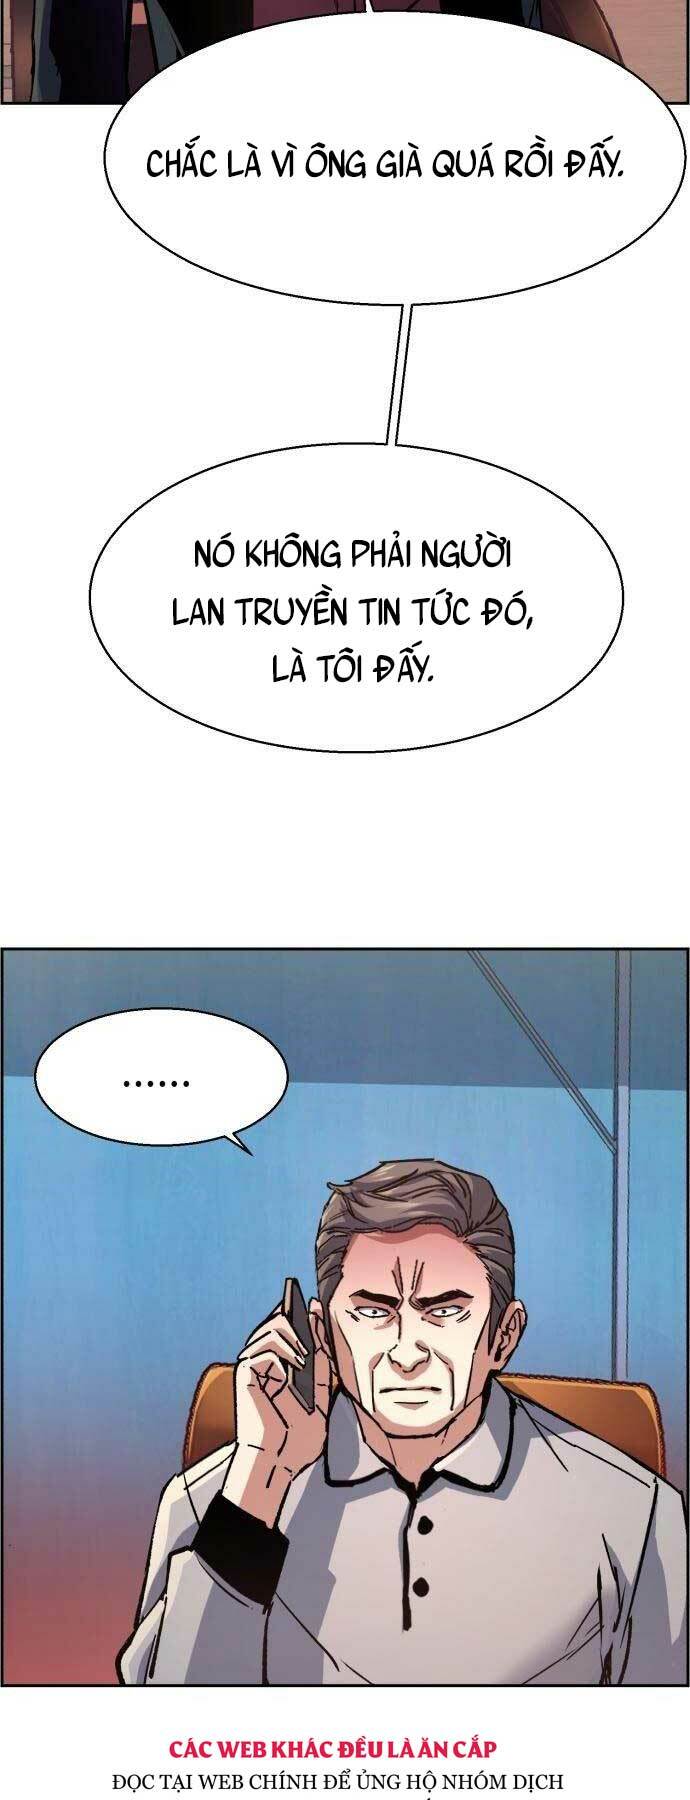 CHẮC LÀ VÌ ÔNG GIÀ QUÁ RỒI ĐẤY.
NÓ KHÔNG PHẢI NGƯỜI
LAN TRUYỀN TIN TỨC ĐÓ,
LÀ TÔI ĐẤY.
......
CÁC WEB KHÁC ĐỀU LÀ ĂN CẮP
ĐỌC TẠI WEB CHÍNH ĐỂ ỦNG HỘ NHÓM DỊCH